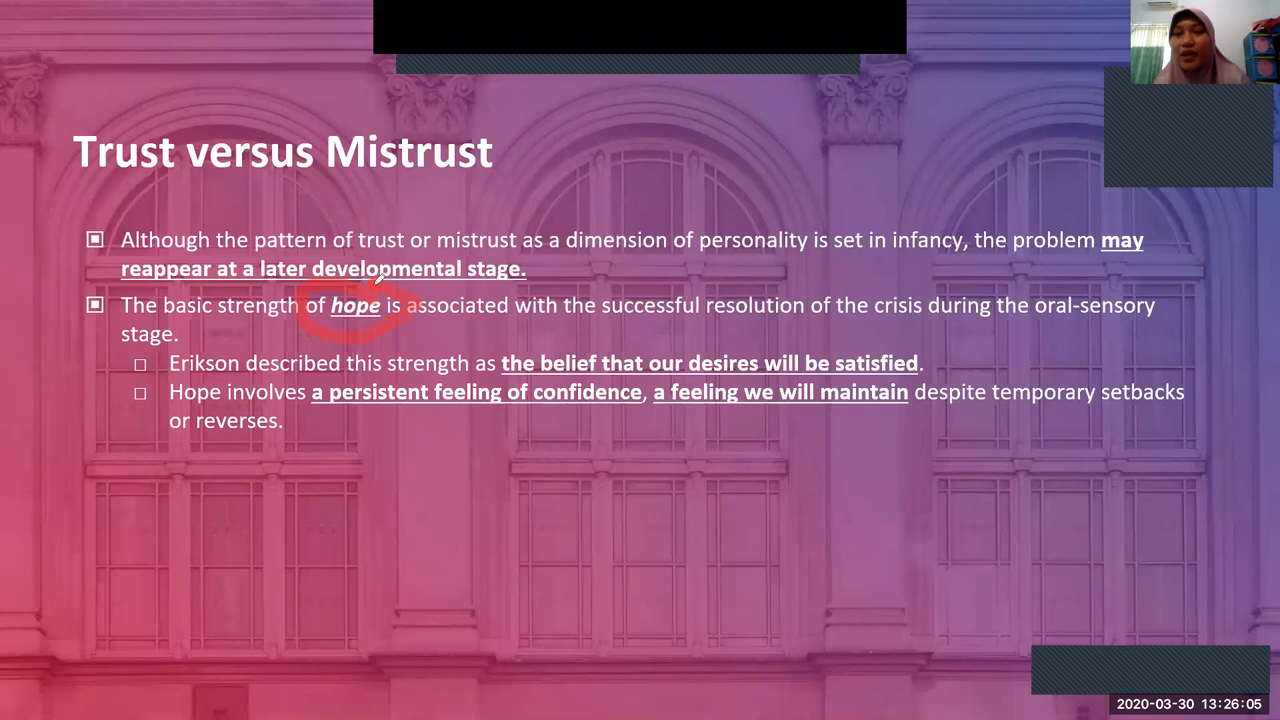 Trust versus Mistrust
Although the pattern of trust or mistrust as a dimension of personality is set in infancy, the problem may
reappear at a later developmental stage.
The basic strength of hope is associated with the successful resolution of the crisis during the oral-sensory
stage.
Erikson described this strength as the belief that our desires will be satisfied.
Hope involves a persistent feeling of confidence, a feeling we will maintain despite temporary setbacks
or reverses.
2020-03-30 13:26:05